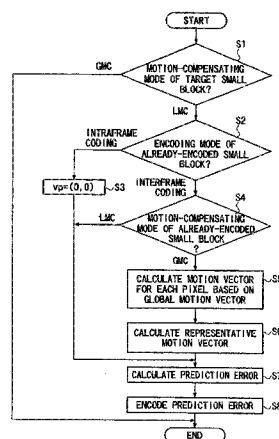 START
S1
GMC
MOTION-COMPENSATING
MODE OF TARGET SMALL
BLOCK?
LMC
S2
INTRAFRAME
CODING
ENCODING MODE OF
ALREADY-ENCODED SMALL
BLOCK?
vp=(0,0)
S3
INTERFRAME
CODING
S4
LMC
MOTION-COMPENSATING
MODE OF ALREADY-ENCODED
SMALL BLOCK
?
GMC
CALCULATE MOTION VECTOR
FOR EACH PIXEL BASED ON
GLOBAL MOTION VECTOR
S5
CALCULATE REPRESENTATIVE
MOTION VECTOR
S6
CALCULATE PREDICTION ERROR
S7
ENCODE PREDICTION ERROR
S8
END